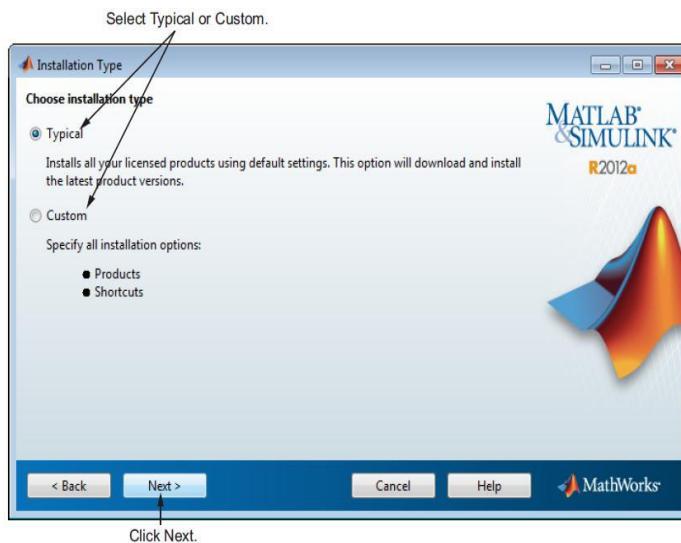 Select Typical or Custom.
Installation Type
Choose installation type
Typical
Installs all your licensed products using default settings. This option will download and install
the latest product versions.
Custom
Specify all installation options:
● Products
● Shortcuts
MATLAB®
&SIMULINK®
R2012a
< Back
Next >
Cancel
Help
MathWorks®
Click Next.